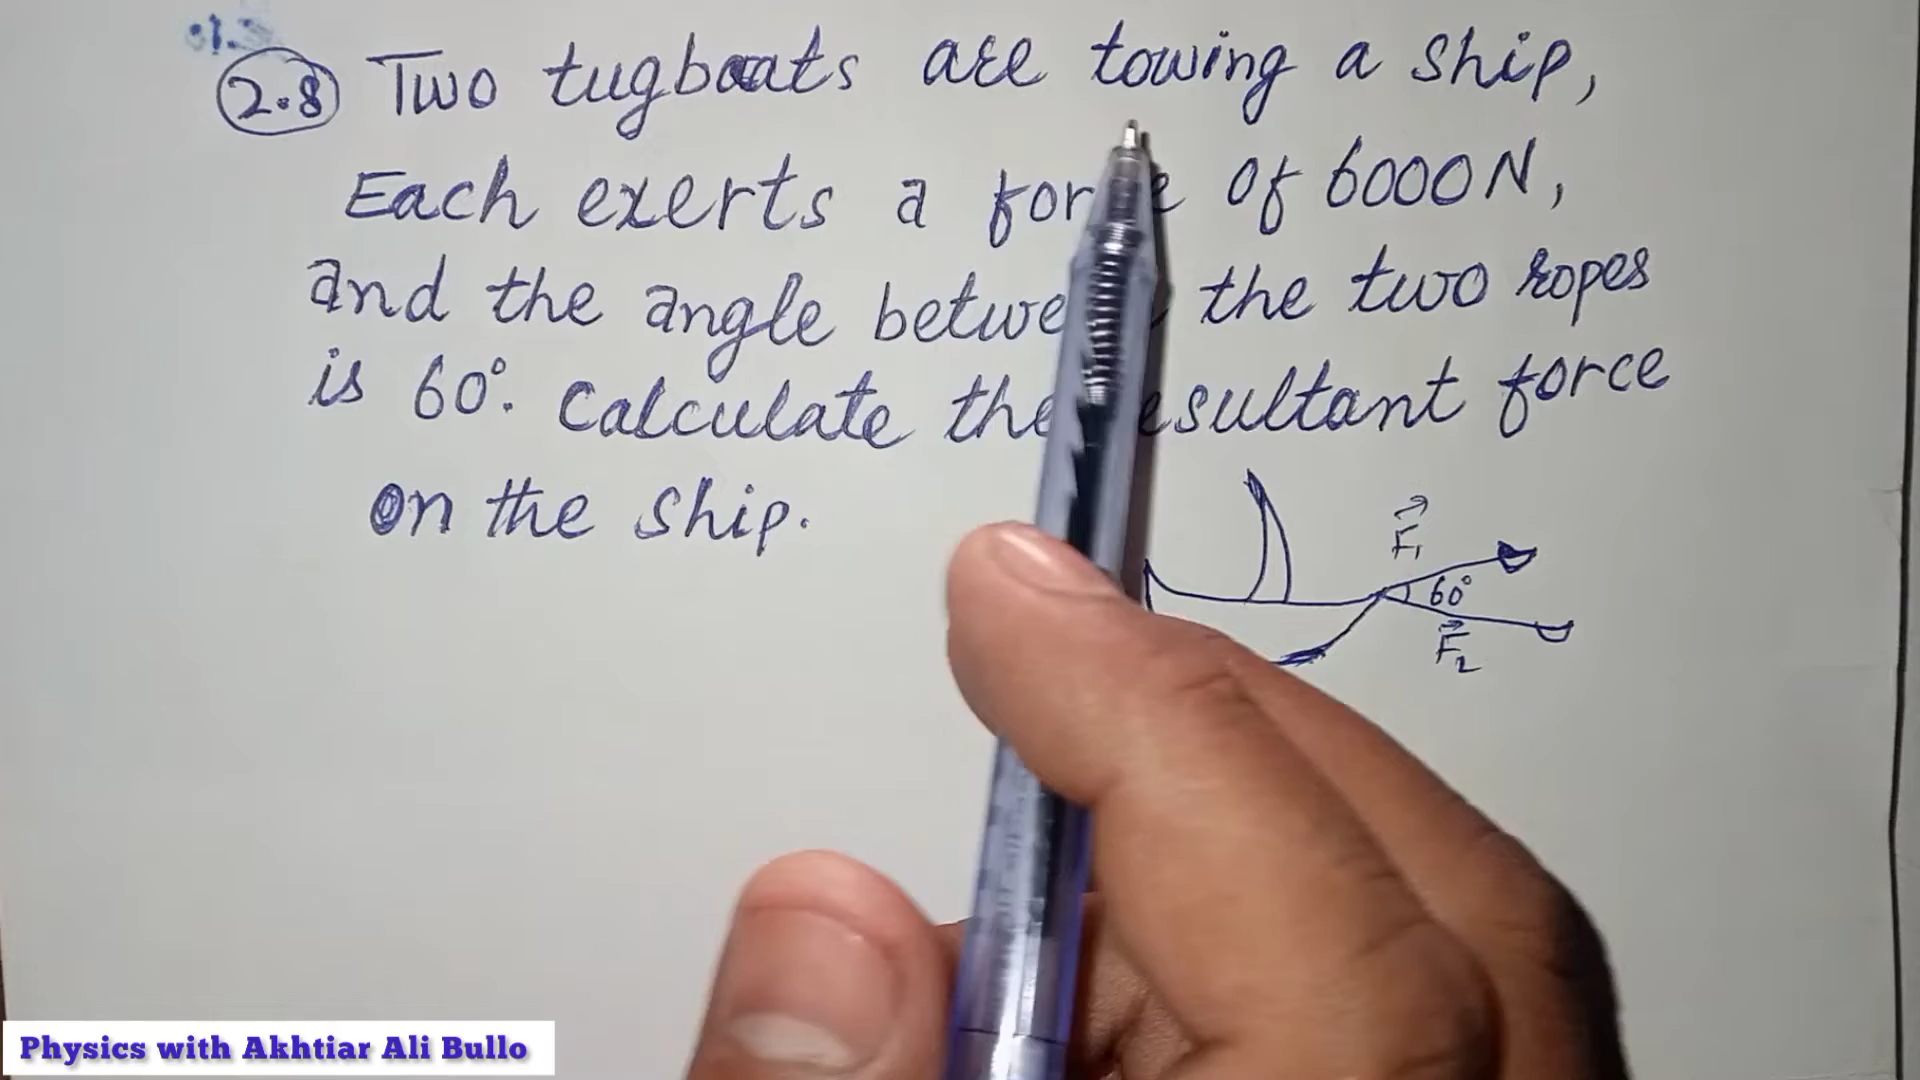 2.8 Two tugboats are towing a ship,
Each exerts a force of 6000N,
and the angle between the two ropes
is 60°. Calculate the resultant force
on the ship.
F₁
60°
F₂
Physics with Akhtiar Ali Bullo